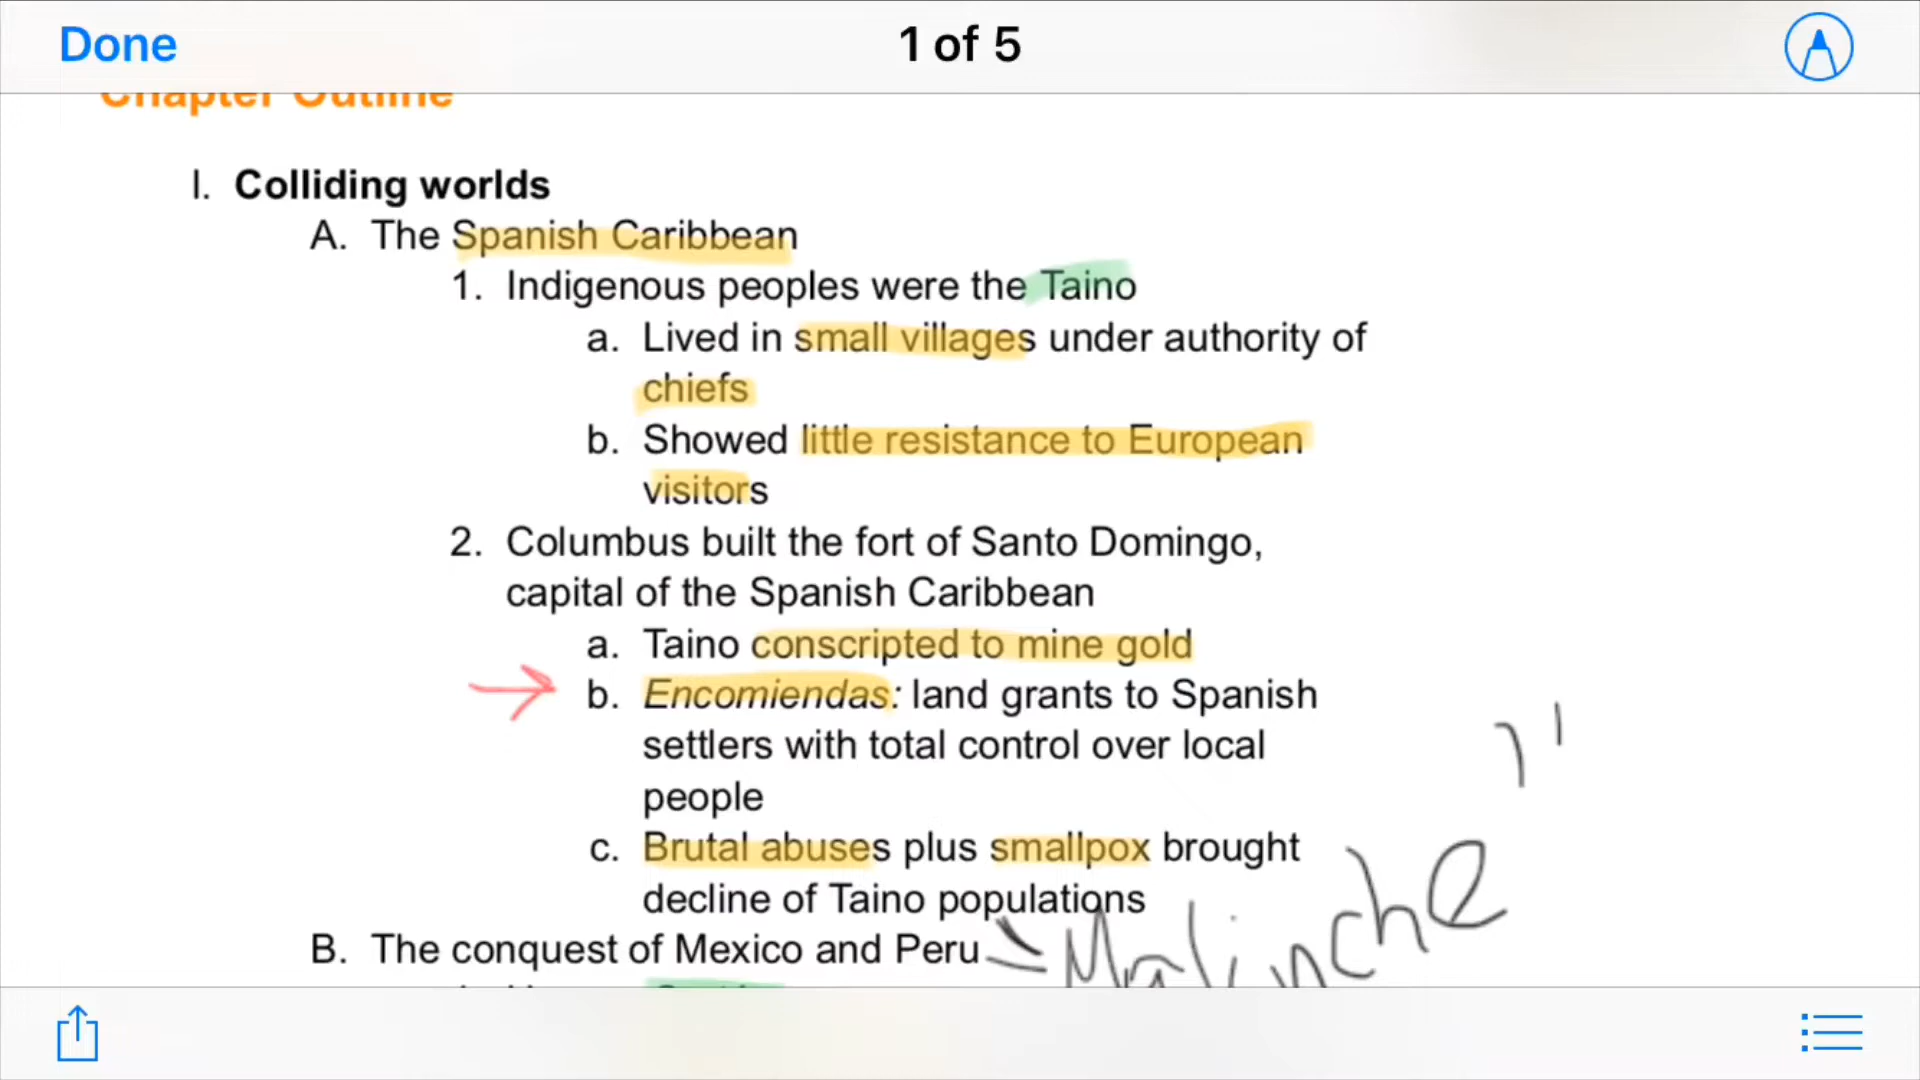 Done
1 of 5
Chapter Outline
I. Colliding worlds
A. The Spanish Caribbean
1. Indigenous peoples were the Taino
a. Lived in small villages under authority of
chiefs
b. Showed little resistance to European
visitors
2. Columbus built the fort of Santo Domingo,
capital of the Spanish Caribbean
a. Taino conscripted to mine gold
b. Encomiendas: land grants to Spanish
settlers with total control over local
people
c. Brutal abuses plus smallpox brought
decline of Taino populations
B. The conquest of Mexico and Peru
Malinche "